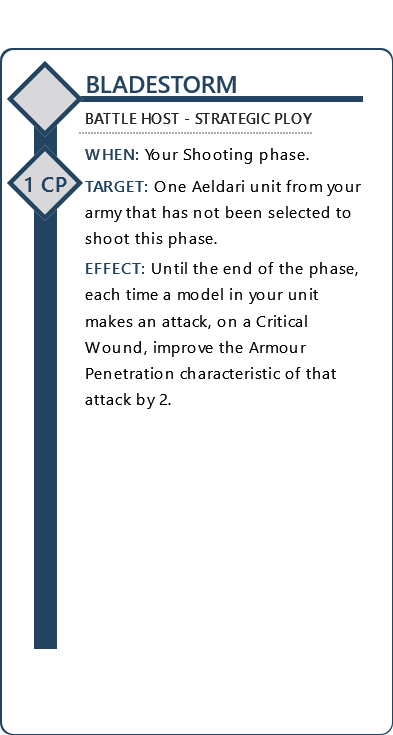 BLADESTORM
BATTLE HOST - STRATEGIC PLOY
WHEN: Your Shooting phase.
1 CP
TARGET: One Aeldari unit from your
army that has not been selected to
shoot this phase.
EFFECT: Until the end of the phase,
each time a model in your unit
makes an attack, on a Critical
Wound, improve the Armour
Penetration characteristic of that
attack by 2.